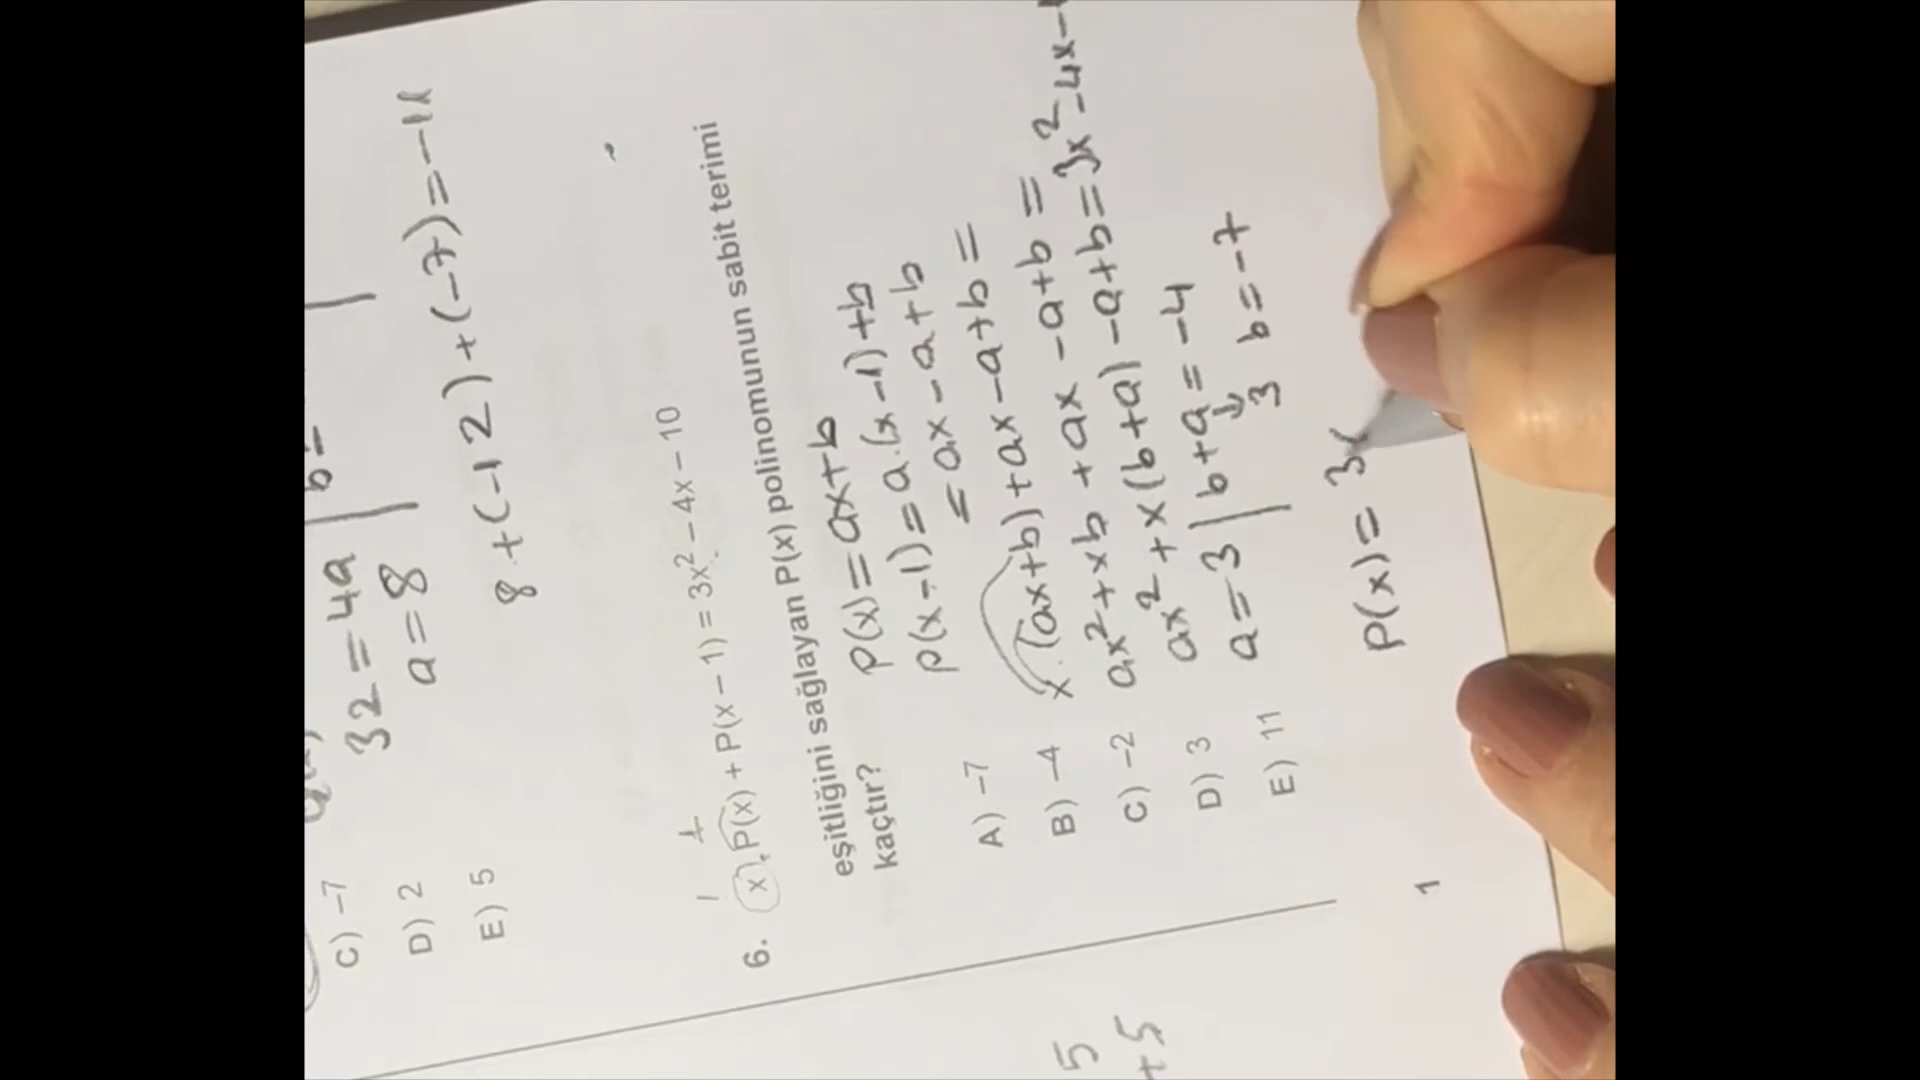 32=4a
a=8
8+(-12)+(-7)=-11
C) -7
D) 2
E) 5
6. x.P(x) + P(x - 1) = 3x² - 4x - 10
eşitliğini sağlayan P(x) polinomunun sabit terimi
kaçtır?
P(x)=ax+b
P(x-1)=a.(x-1)+b
=ax-a+b
x.(ax+b)+ax-a+b=
ax²+xb+ax-a+b=
ax²+x(b+a)-a+b=3x²-4x-
a=3 | b+a=-4
3 b=-7
P(x)=3x
A) -7
B) -4
C) -2
D) 3
E) 11
1
5
+5